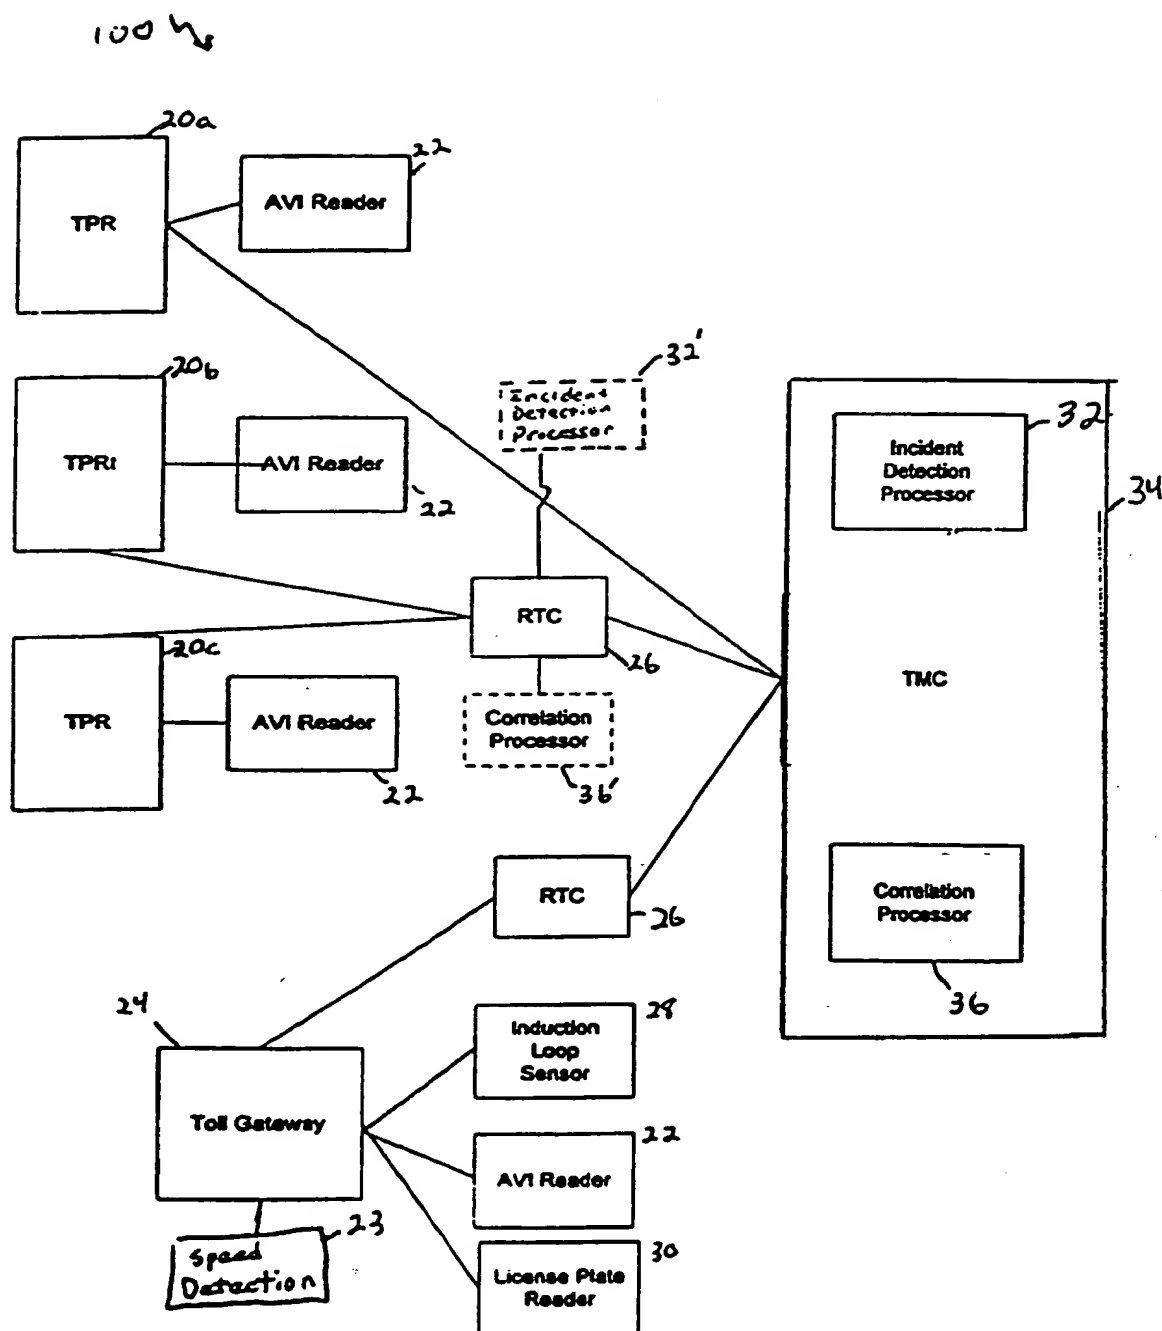 100
20a
TPR
22
AVI Reader
20b
TPR
AVI Reader
22
32'
Incident
Detection
Processor
32
Incident
Detection
Processor
34
20c
TPR
AVI Reader
22
RTC
26
Correlation
Processor
36'
TMC
RTC
26
Correlation
Processor
36
24
Toll Gateway
28
Induction
Loop
Sensor
22
AVI Reader
23
Speed
Detection
30
License Plate
Reader